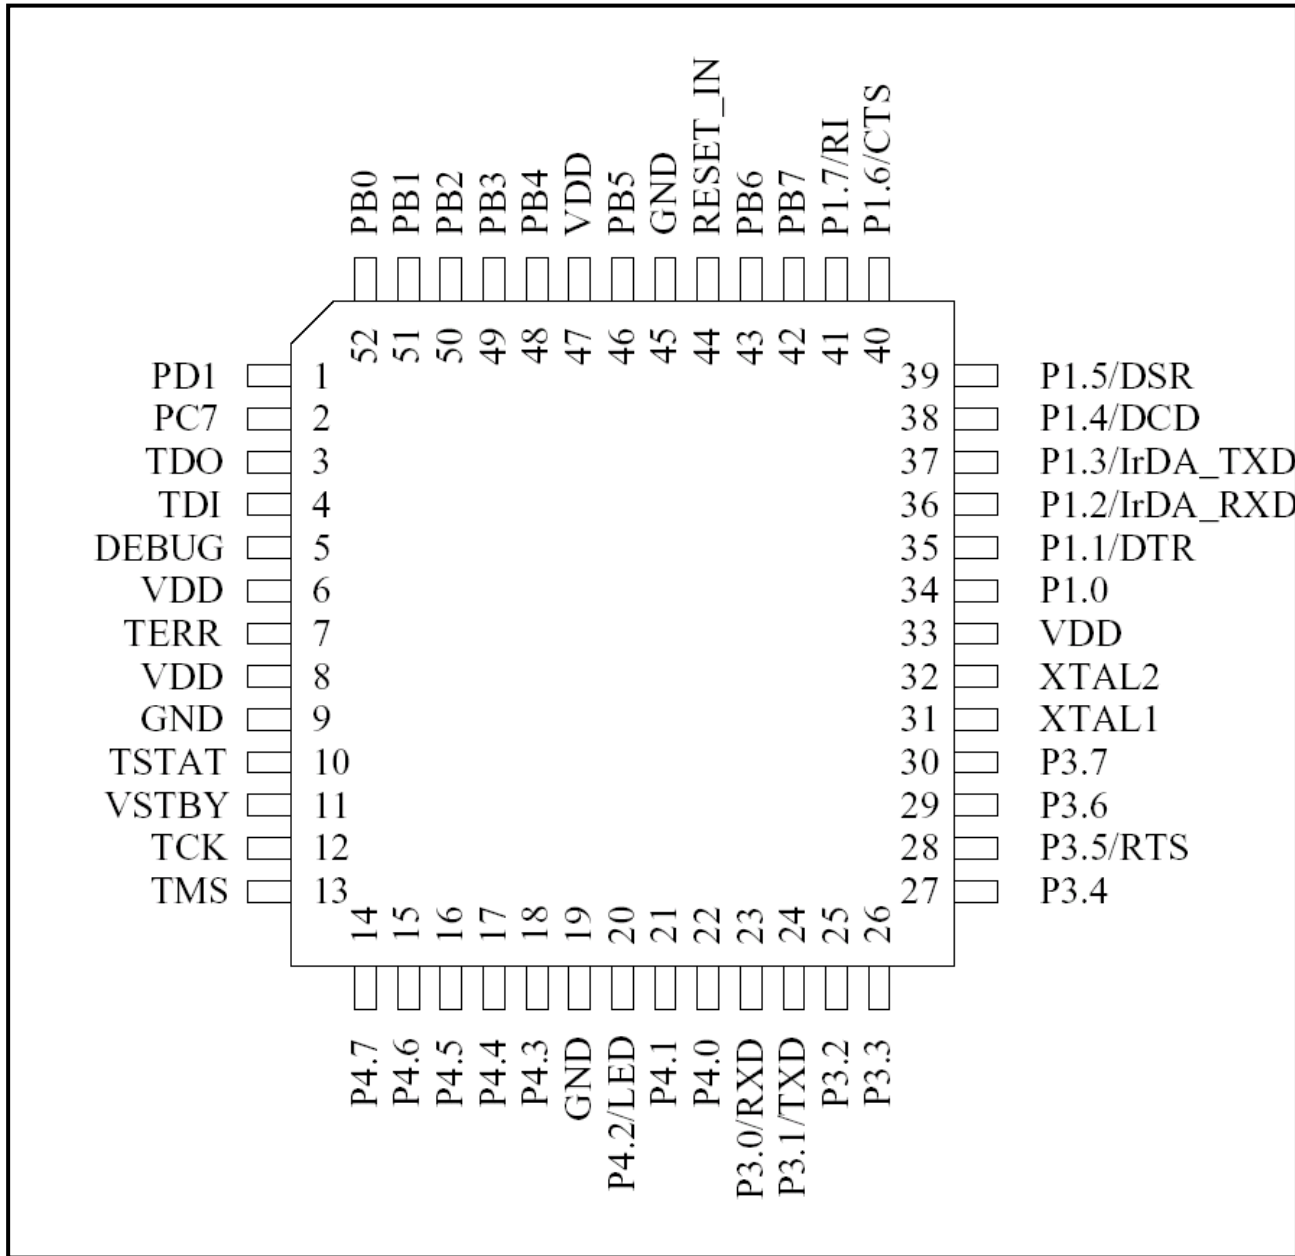 PB0 PB1 PB2 PB3 PB4 VDD PB5 GND RESET_IN PB6 PB7 P1.7/RI P1.6/CTS
52 51 50 49 48 47 46 45 44 43 42 41 40
PD1 1 39 P1.5/DSR
PC7 2 38 P1.4/DCD
TDO 3 37 P1.3/IrDA_TXD
TDI 4 36 P1.2/IrDA_RXD
DEBUG 5 35 P1.1/DTR
VDD 6 34 P1.0
TERR 7 33 VDD
VDD 8 32 XTAL2
GND 9 31 XTAL1
TSTAT 10 30 P3.7
VSTBY 11 29 P3.6
TCK 12 28 P3.5/RTS
TMS 13 27 P3.4
14 15 16 17 18 19 20 21 22 23 24 25 26
P4.7 P4.6 P4.5 P4.4 P4.3 GND P4.2/LED P4.1 P4.0 P3.0/RXD P3.1/TXD P3.2 P3.3